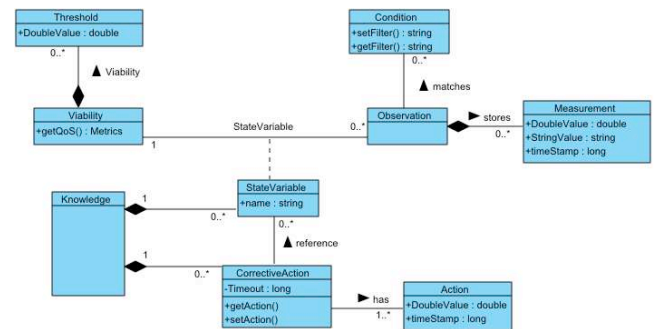 Threshold
+DoubleValue : double
0..*
Viability
Viability
+getQoS() : Metrics
1
StateVariable
0..*
Condition
+setFilter() : string
+getFilter() : string
0..*
matches
Observation
stores
0..*
Measurement
+DoubleValue : double
+StringValue : string
+timeStamp : long
Knowledge
1
0..*
StateVariable
+name : string
0..*
reference
1
0..*
CorrectiveAction
-Timeout : long
+getAction()
+setAction()
has
1..*
Action
+DoubleValue : double
+timeStamp : long